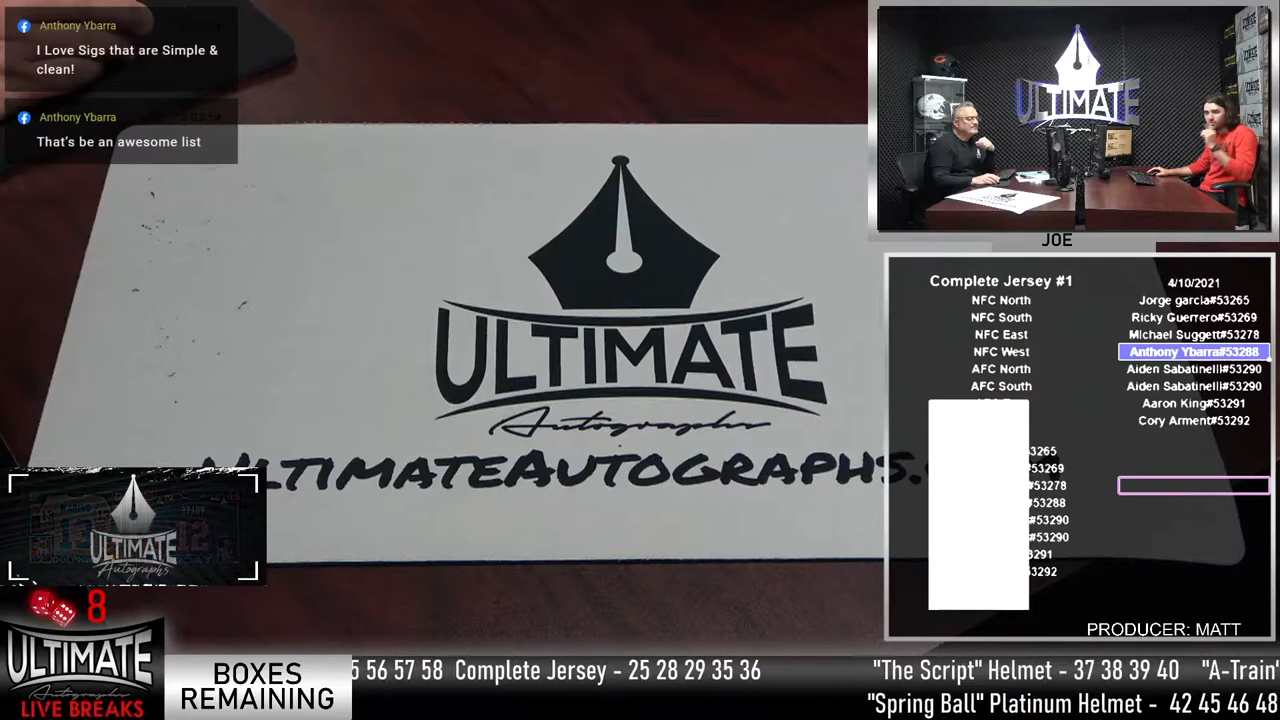 Anthony Ybarra
I Love Sigs that are Simple &
clean!
Anthony Ybarra
That's be an awesome list
ULTIMATE
Autographs
ULTIMATEAUTOGRAPHS.
ULTIMATE
JOE
Complete Jersey #1 4/10/2021
NFC North Jorge garcia#53265
NFC South Ricky Guerrero#53269
NFC East Michael Suggett#53278
NFC West Anthony Ybarra#53288
AFC North Aiden Sabatinelli#53290
AFC South Aiden Sabatinelli#53290
Aaron King#53291
Cory Arment#53292
3265
#53269
#53278
#53288
#53290
#53290
3291
53292
PRODUCER: MATT
ULTIMATE
Autographs
8
ULTIMATE
Autographs
LIVE BREAKS
BOXES
REMAINING
5 56 57 58 Complete Jersey - 25 28 29 35 36
"The Script" Helmet - 37 38 39 40 "A-Train"
"Spring Ball" Platinum Helmet - 42 45 46 48